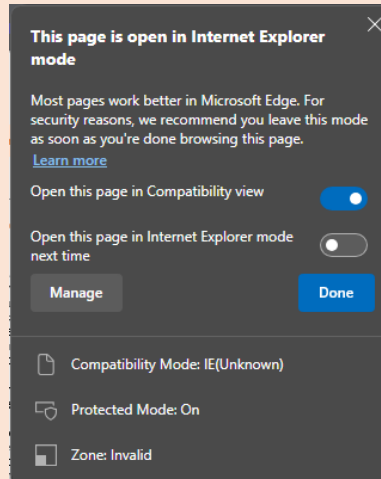 This page is open in Internet Explorer
mode
Most pages work better in Microsoft Edge. For
security reasons, we recommend you leave this mode
as soon as you're done browsing this page.
Learn more
Open this page in Compatibility view
Open this page in Internet Explorer mode
next time
Manage
Done
Compatibility Mode: IE(Unknown)
Protected Mode: On
Zone: Invalid